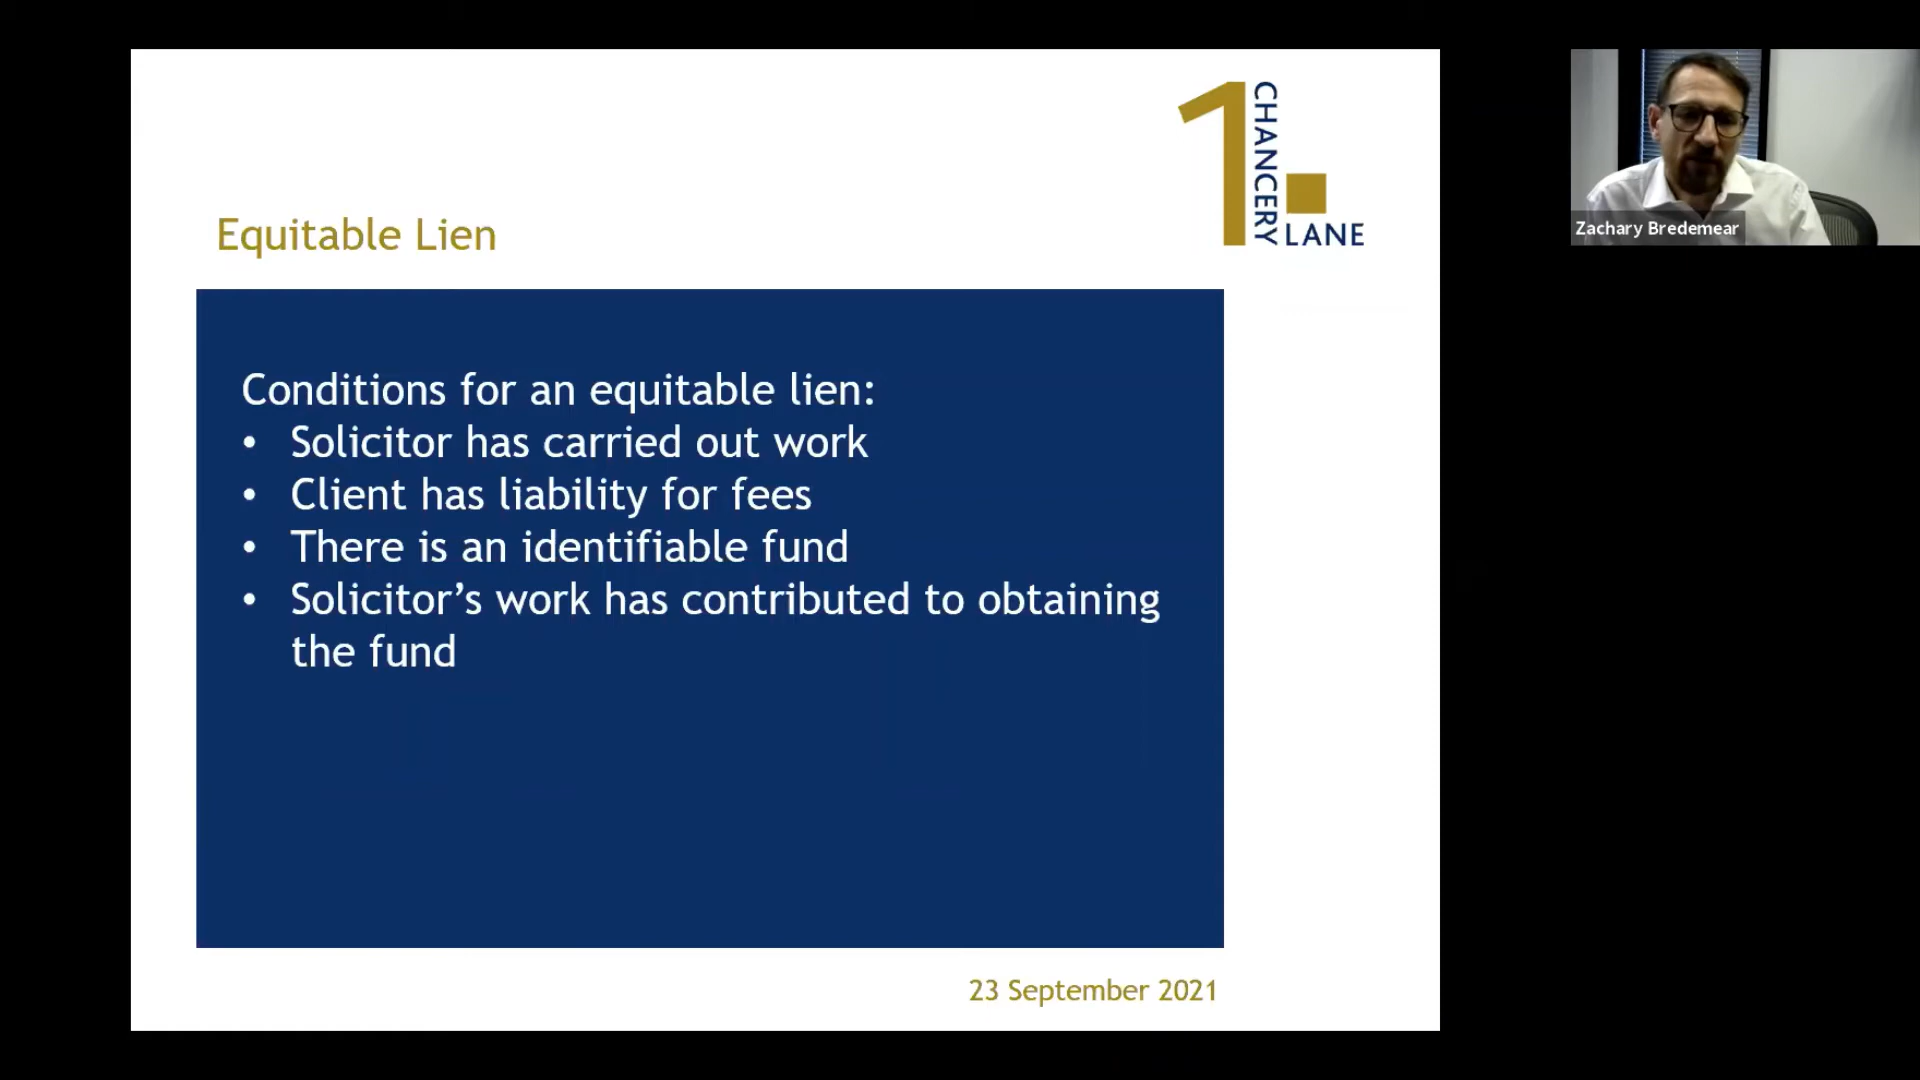 1
CHANCERY
LANE
Zachary Bredemear
Equitable Lien
Conditions for an equitable lien:
• Solicitor has carried out work
• Client has liability for fees
• There is an identifiable fund
• Solicitor’s work has contributed to obtaining
the fund
23 September 2021